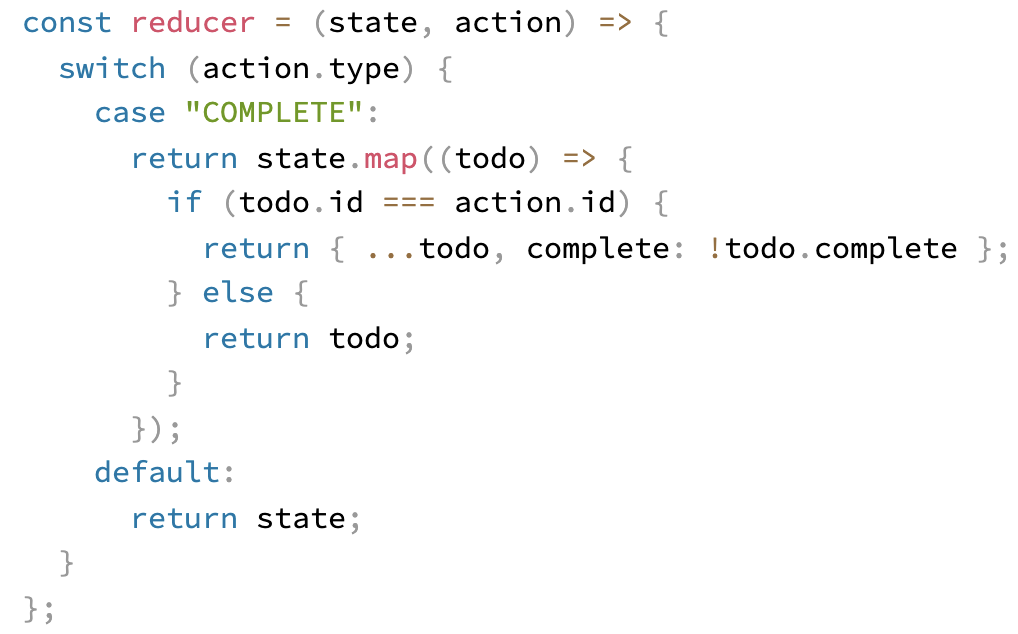 const reducer = (state, action) => {
  switch (action.type) {
    case "COMPLETE":
      return state.map((todo) => {
        if (todo.id === action.id) {
          return { ...todo, complete: !todo.complete };
        } else {
          return todo;
        }
      });
    default:
      return state;
  }
};